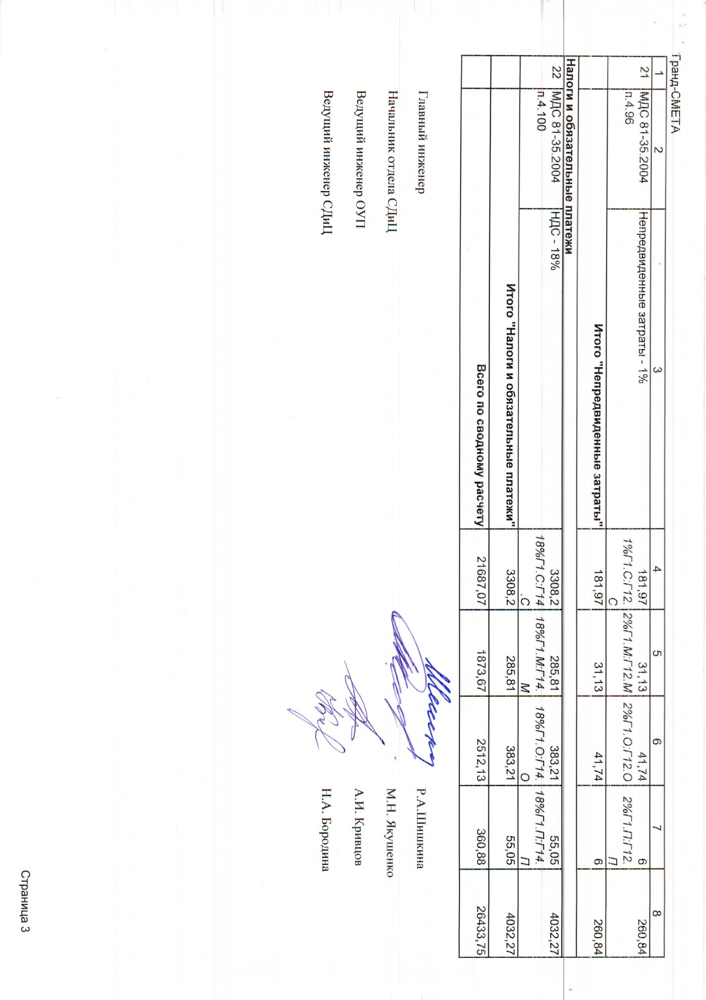 Гранд-СМЕТА
1 2 3 4 5 6 7 8
21 МДС 81-35.2004 Непредвиденные затраты - 1% 181,97 31,13 41,74 6 260,84
п.4.96 1%Г1.С:Г12. 2%Г1.М:Г12.М 2%Г1.О:Г12.О 2%Г1.П:Г12.
С П
Итого "Непредвиденные затраты" 181,97 31,13 41,74 6 260,84
Налоги и обязательные платежи
22 МДС 81-35.2004 НДС - 18% 3308,2 285,81 383,21 55,05 4032,27
п.4.100 18%Г1.С:Г14 18%Г1.М:Г14. 18%Г1.О:Г14. 18%Г1.П:Г14.
.С М О П
Итого "Налоги и обязательные платежи" 3308,2 285,81 383,21 55,05 4032,27
Всего по сводному расчету 21687,07 1873,67 2512,13 360,88 26433,75
Главный инженер Р.А.Шишкина
Начальник отдела СДиЦ М.Н. Якушенко
Ведущий инженер ОУП А.И. Кривцов
Ведущий инженер СДиЦ Н.А. Бородина
Страница 3